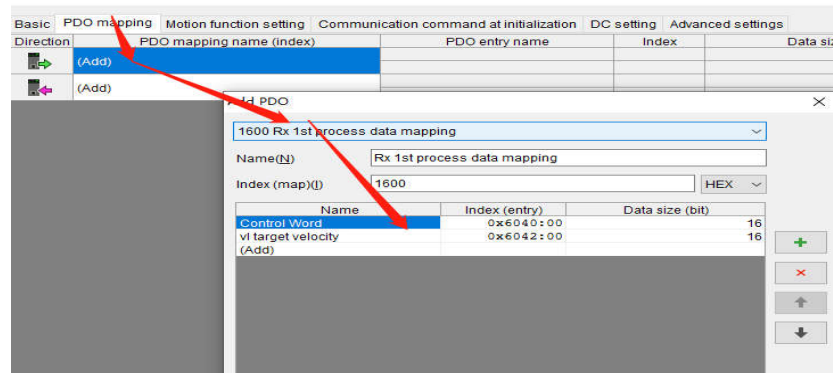 Basic PDO mapping Motion function setting Communication command at initialization DC setting Advanced settings
Direction PDO mapping name (index) PDO entry name Index Data si
(Add)
(Add)
Add PDO
1600 Rx 1st process data mapping
Name(N) Rx 1st process data mapping
Index (map)(I) 1600 HEX
Name Index (entry) Data size (bit)
Control Word 0x6040:00 16
vl target velocity 0x6042:00 16
(Add)